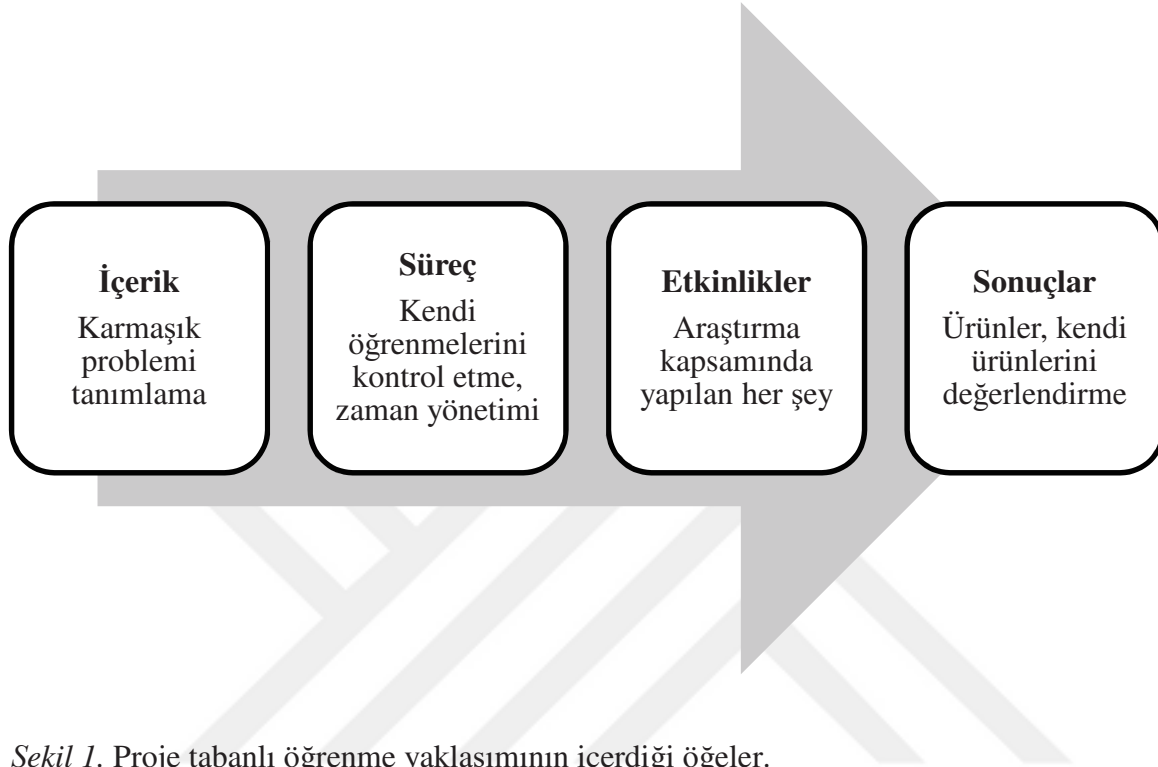 İçerik
Karmaşık
problemi
tanımlama
Süreç
Kendi
öğrenmelerini
kontrol etme,
zaman yönetimi
Etkinlikler
Araştırma
kapsamında
yapılan her şey
Sonuçlar
Ürünler, kendi
ürünlerini
değerlendirme
Şekil 1. Proje tabanlı öğrenme yaklaşımının içerdiği öğeler.